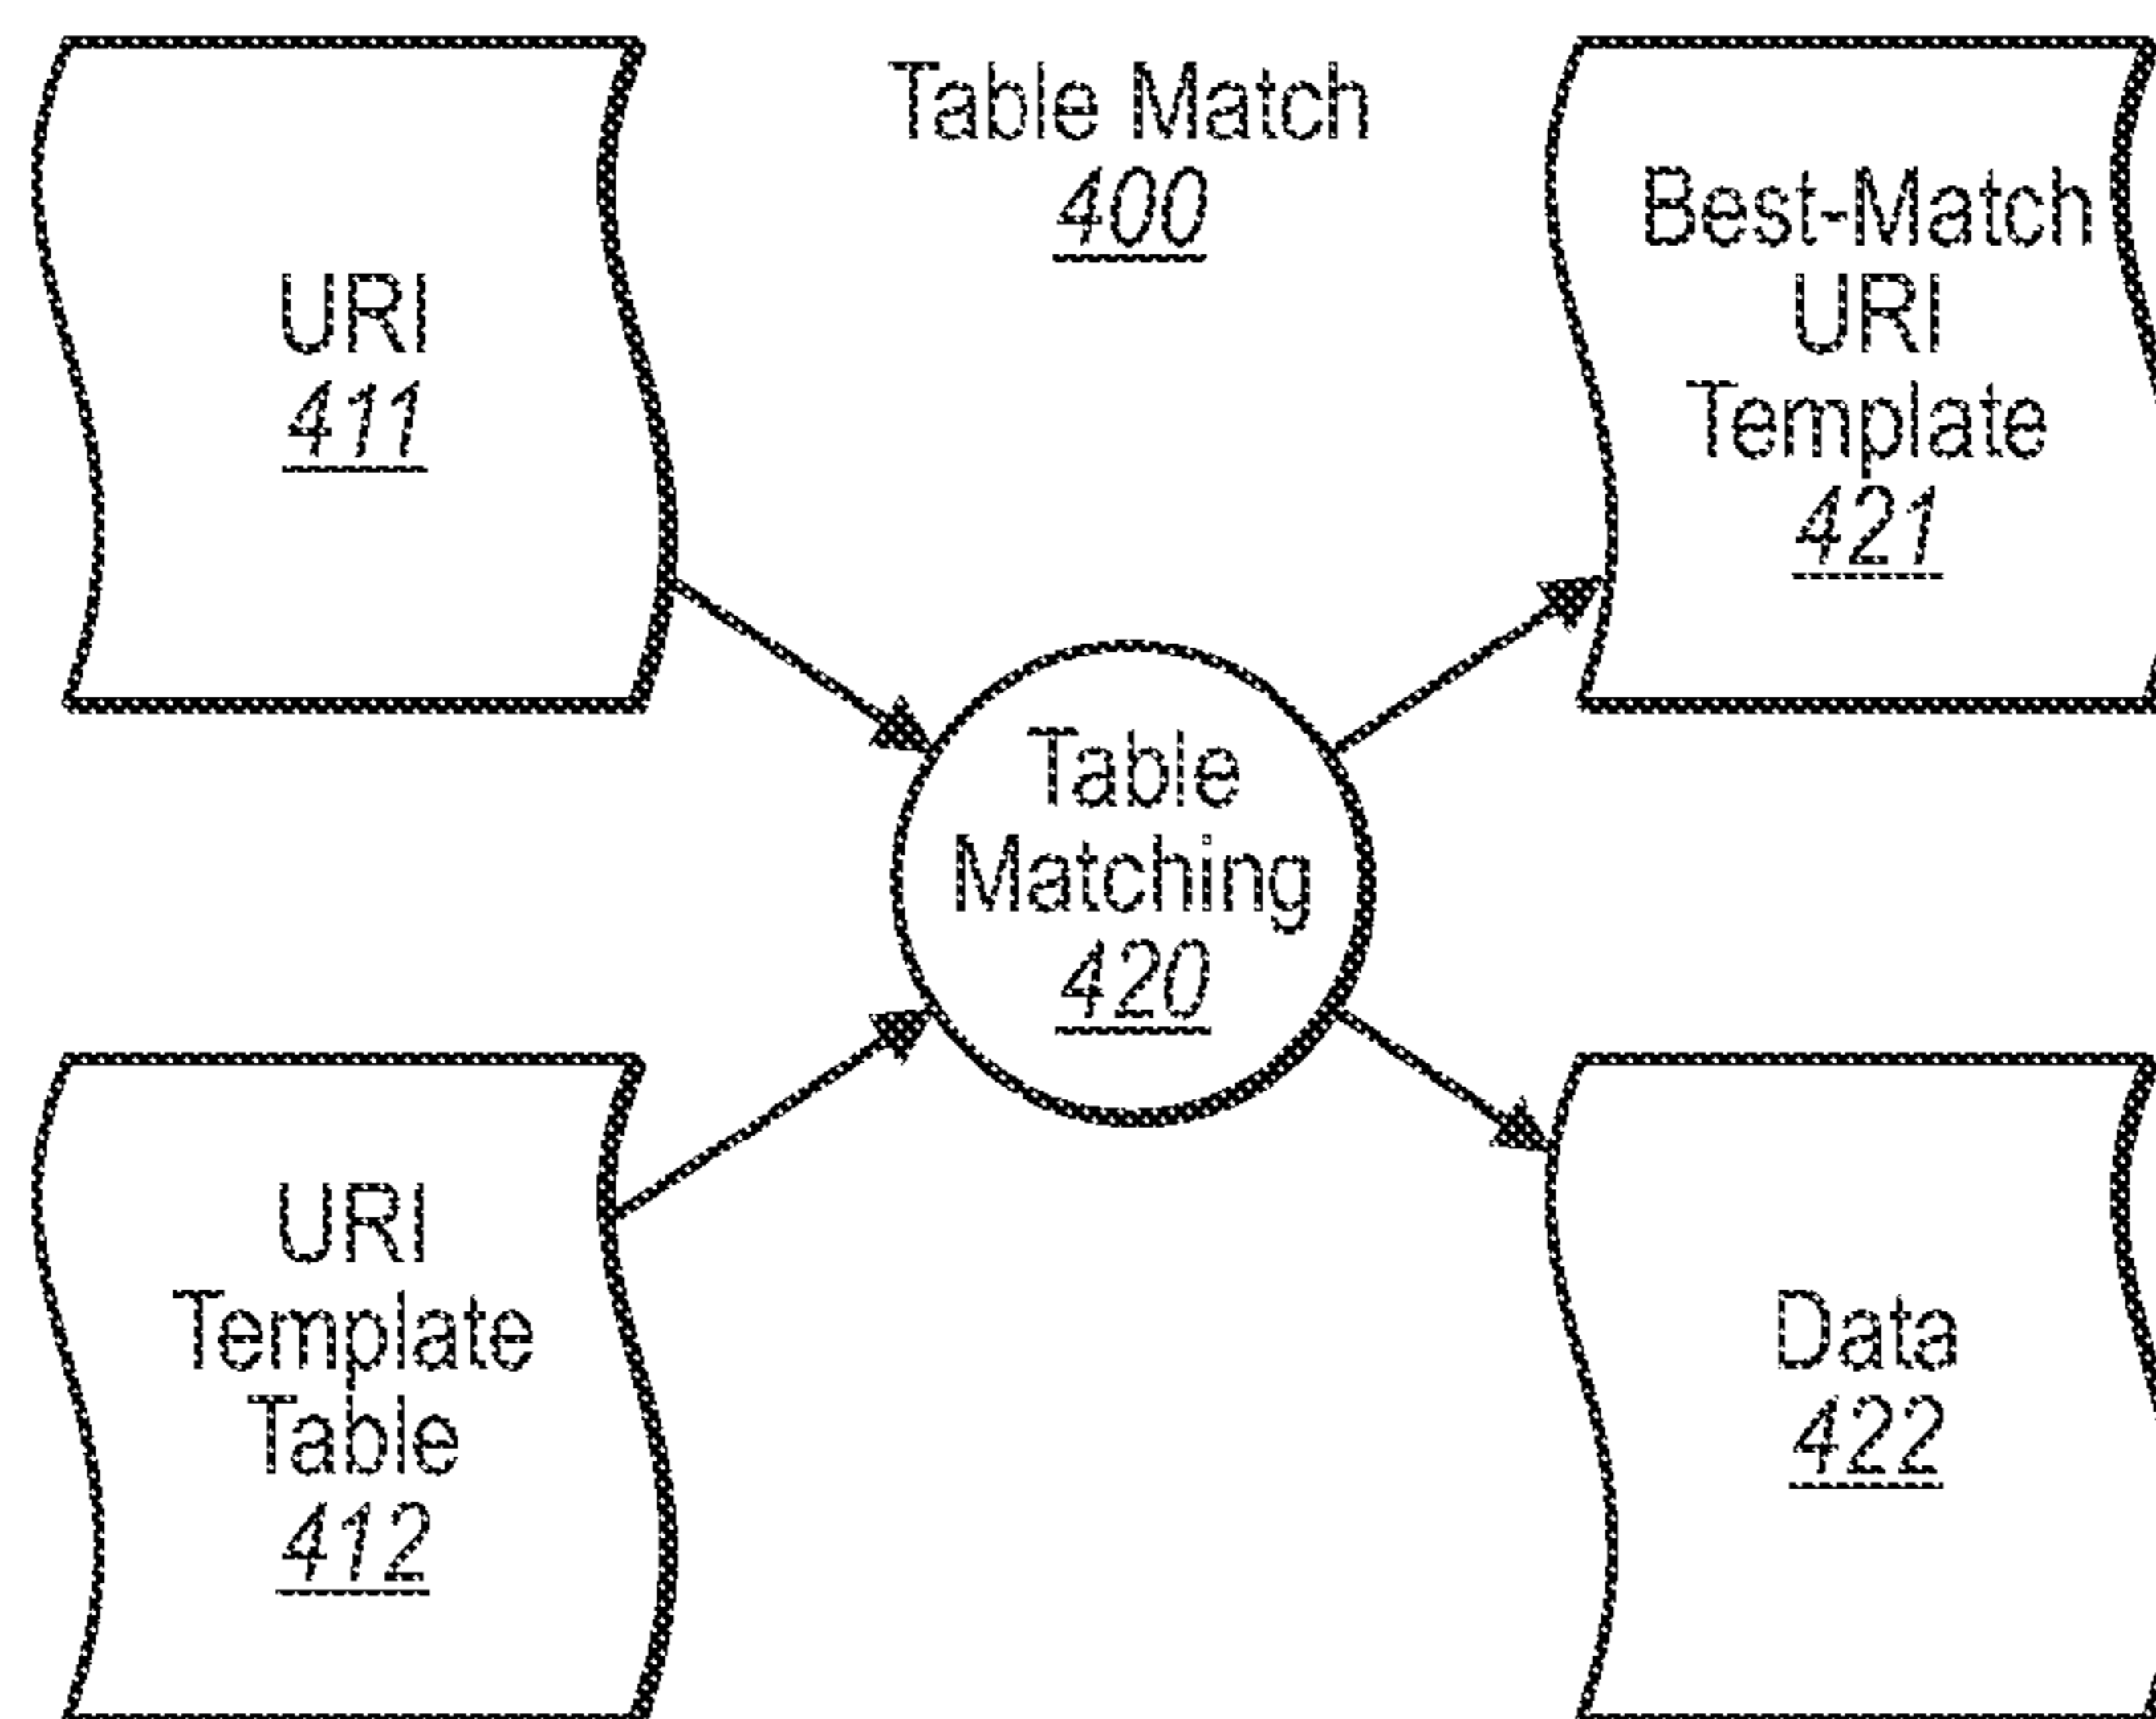 Table Match
400
URI
411
Best-Match
URI
Template
421
Table
Matching
420
URI
Template
Table
412
Data
422